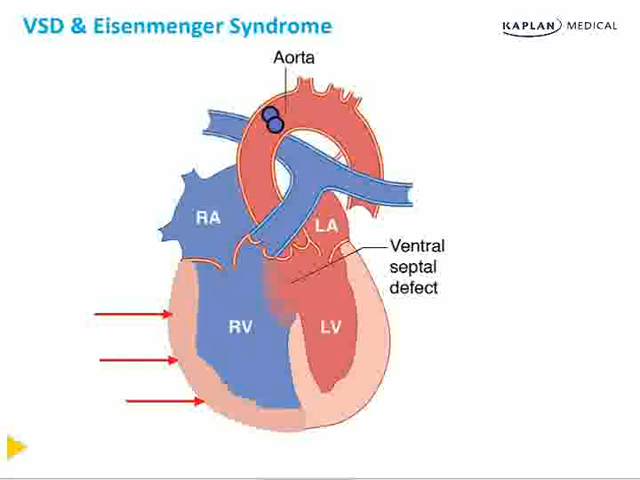 VSD & Eisenmenger Syndrome
KAPLAN MEDICAL
Aorta
RA
LA
Ventral
septal
defect
RV
LV